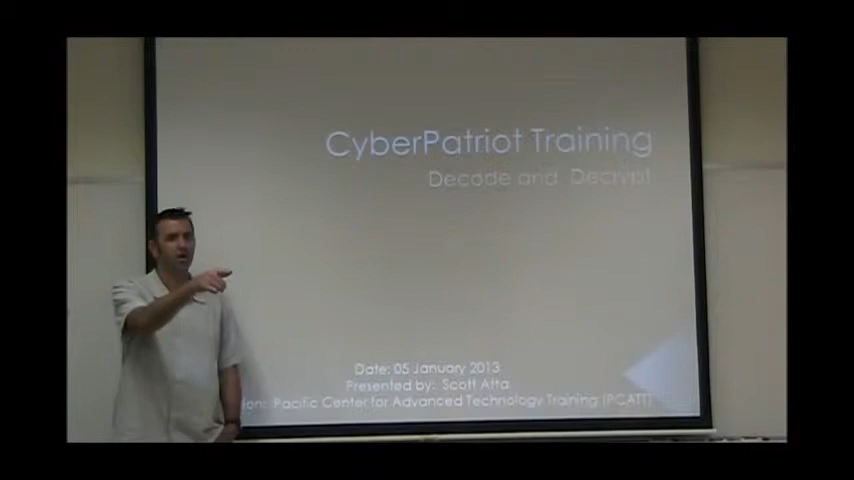 CyberPatriot Training
Decode and Decrypt
Date: 05 January 2013
Presented by: Scott Atta
Pacific Center for Advanced Technology Training (PCATT)